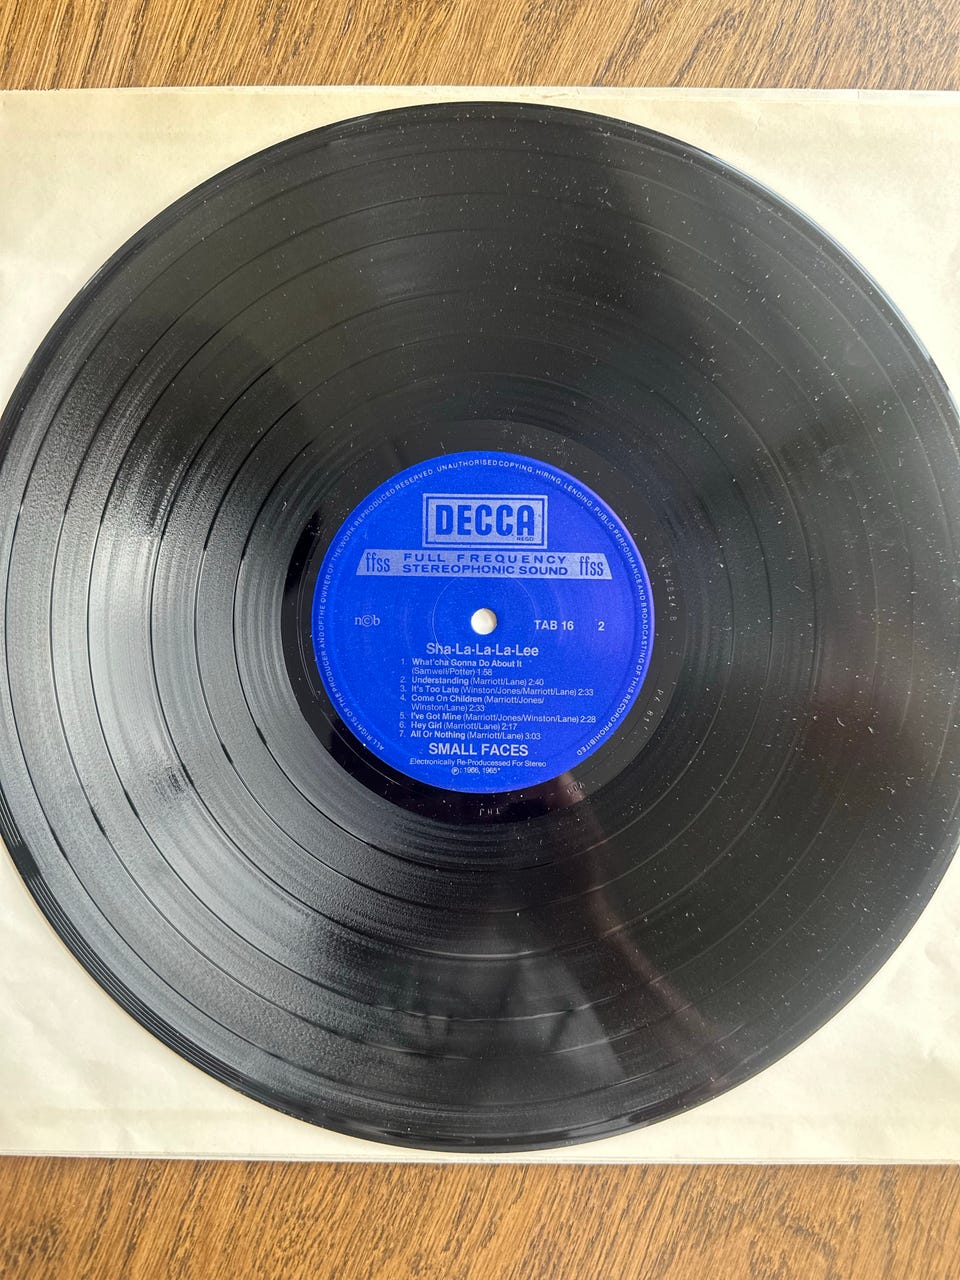 ALL RIGHTS OF THE PRODUCER AND OF THE OWNER OF THE WORK REPRODUCED RESERVED. UNAUTHORISED COPYING, HIRING, LENDING, PUBLIC PERFORMANCE AND BROADCASTING OF THIS RECORD PROHIBITED
DECCA
REGD
ffss FULL FREQUENCY ffss
STEREOPHONIC SOUND
n©b TAB 16 2
Sha-La-La-La-Lee
1. What'cha Gonna Do About It
(Samwell/Potter) 1:58
2. Understanding (Marriott/Lane) 2:40
3. It's Too Late (Winston/Jones/Marriott/Lane) 2:33
4. Come On Children (Marriott/Jones/
Winston/Lane) 2:33
5. I've Got Mine (Marriott/Jones/Winston/Lane) 2:28
6. Hey Girl (Marriott/Lane) 2:17
7. All Or Nothing (Marriott/Lane) 3:03
SMALL FACES
Electronically Re-Producessed For Stereo
℗: 1966, 1965*